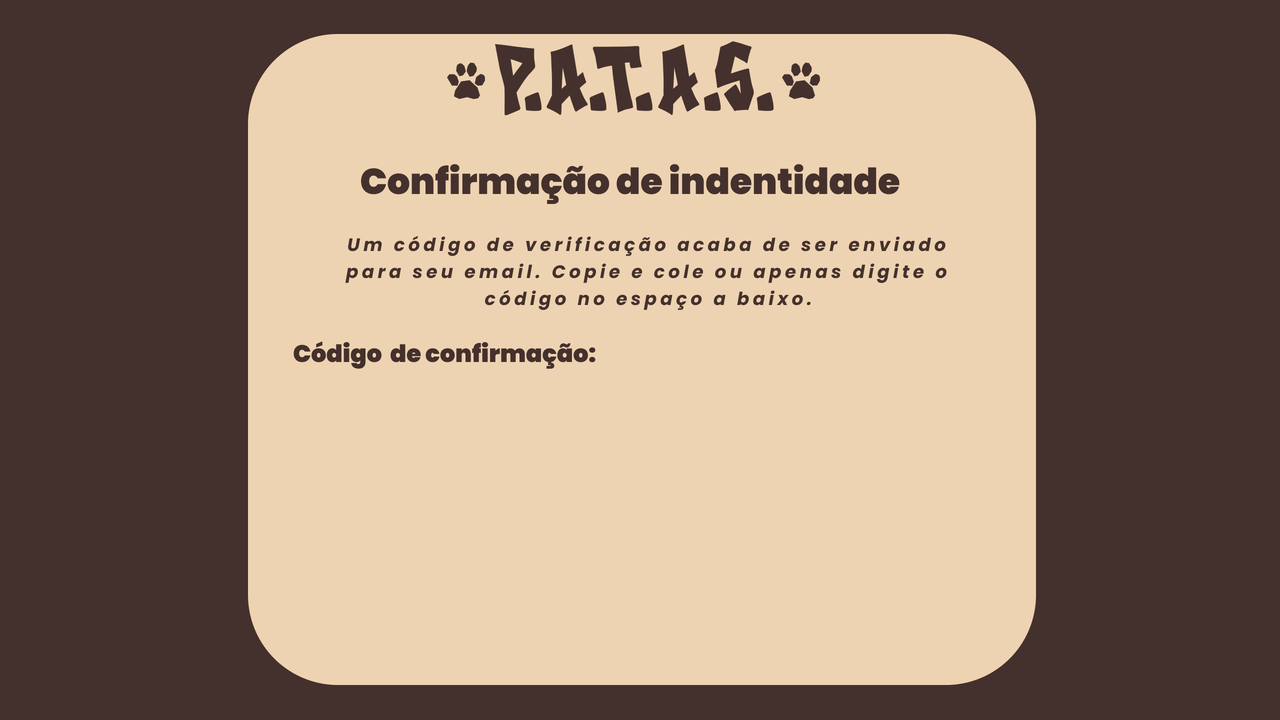 P.A.T.A.S.
Confirmação de indentidade
Um código de verificação acaba de ser enviado
para seu email. Copie e cole ou apenas digite o
código no espaço a baixo.
Código de confirmação: